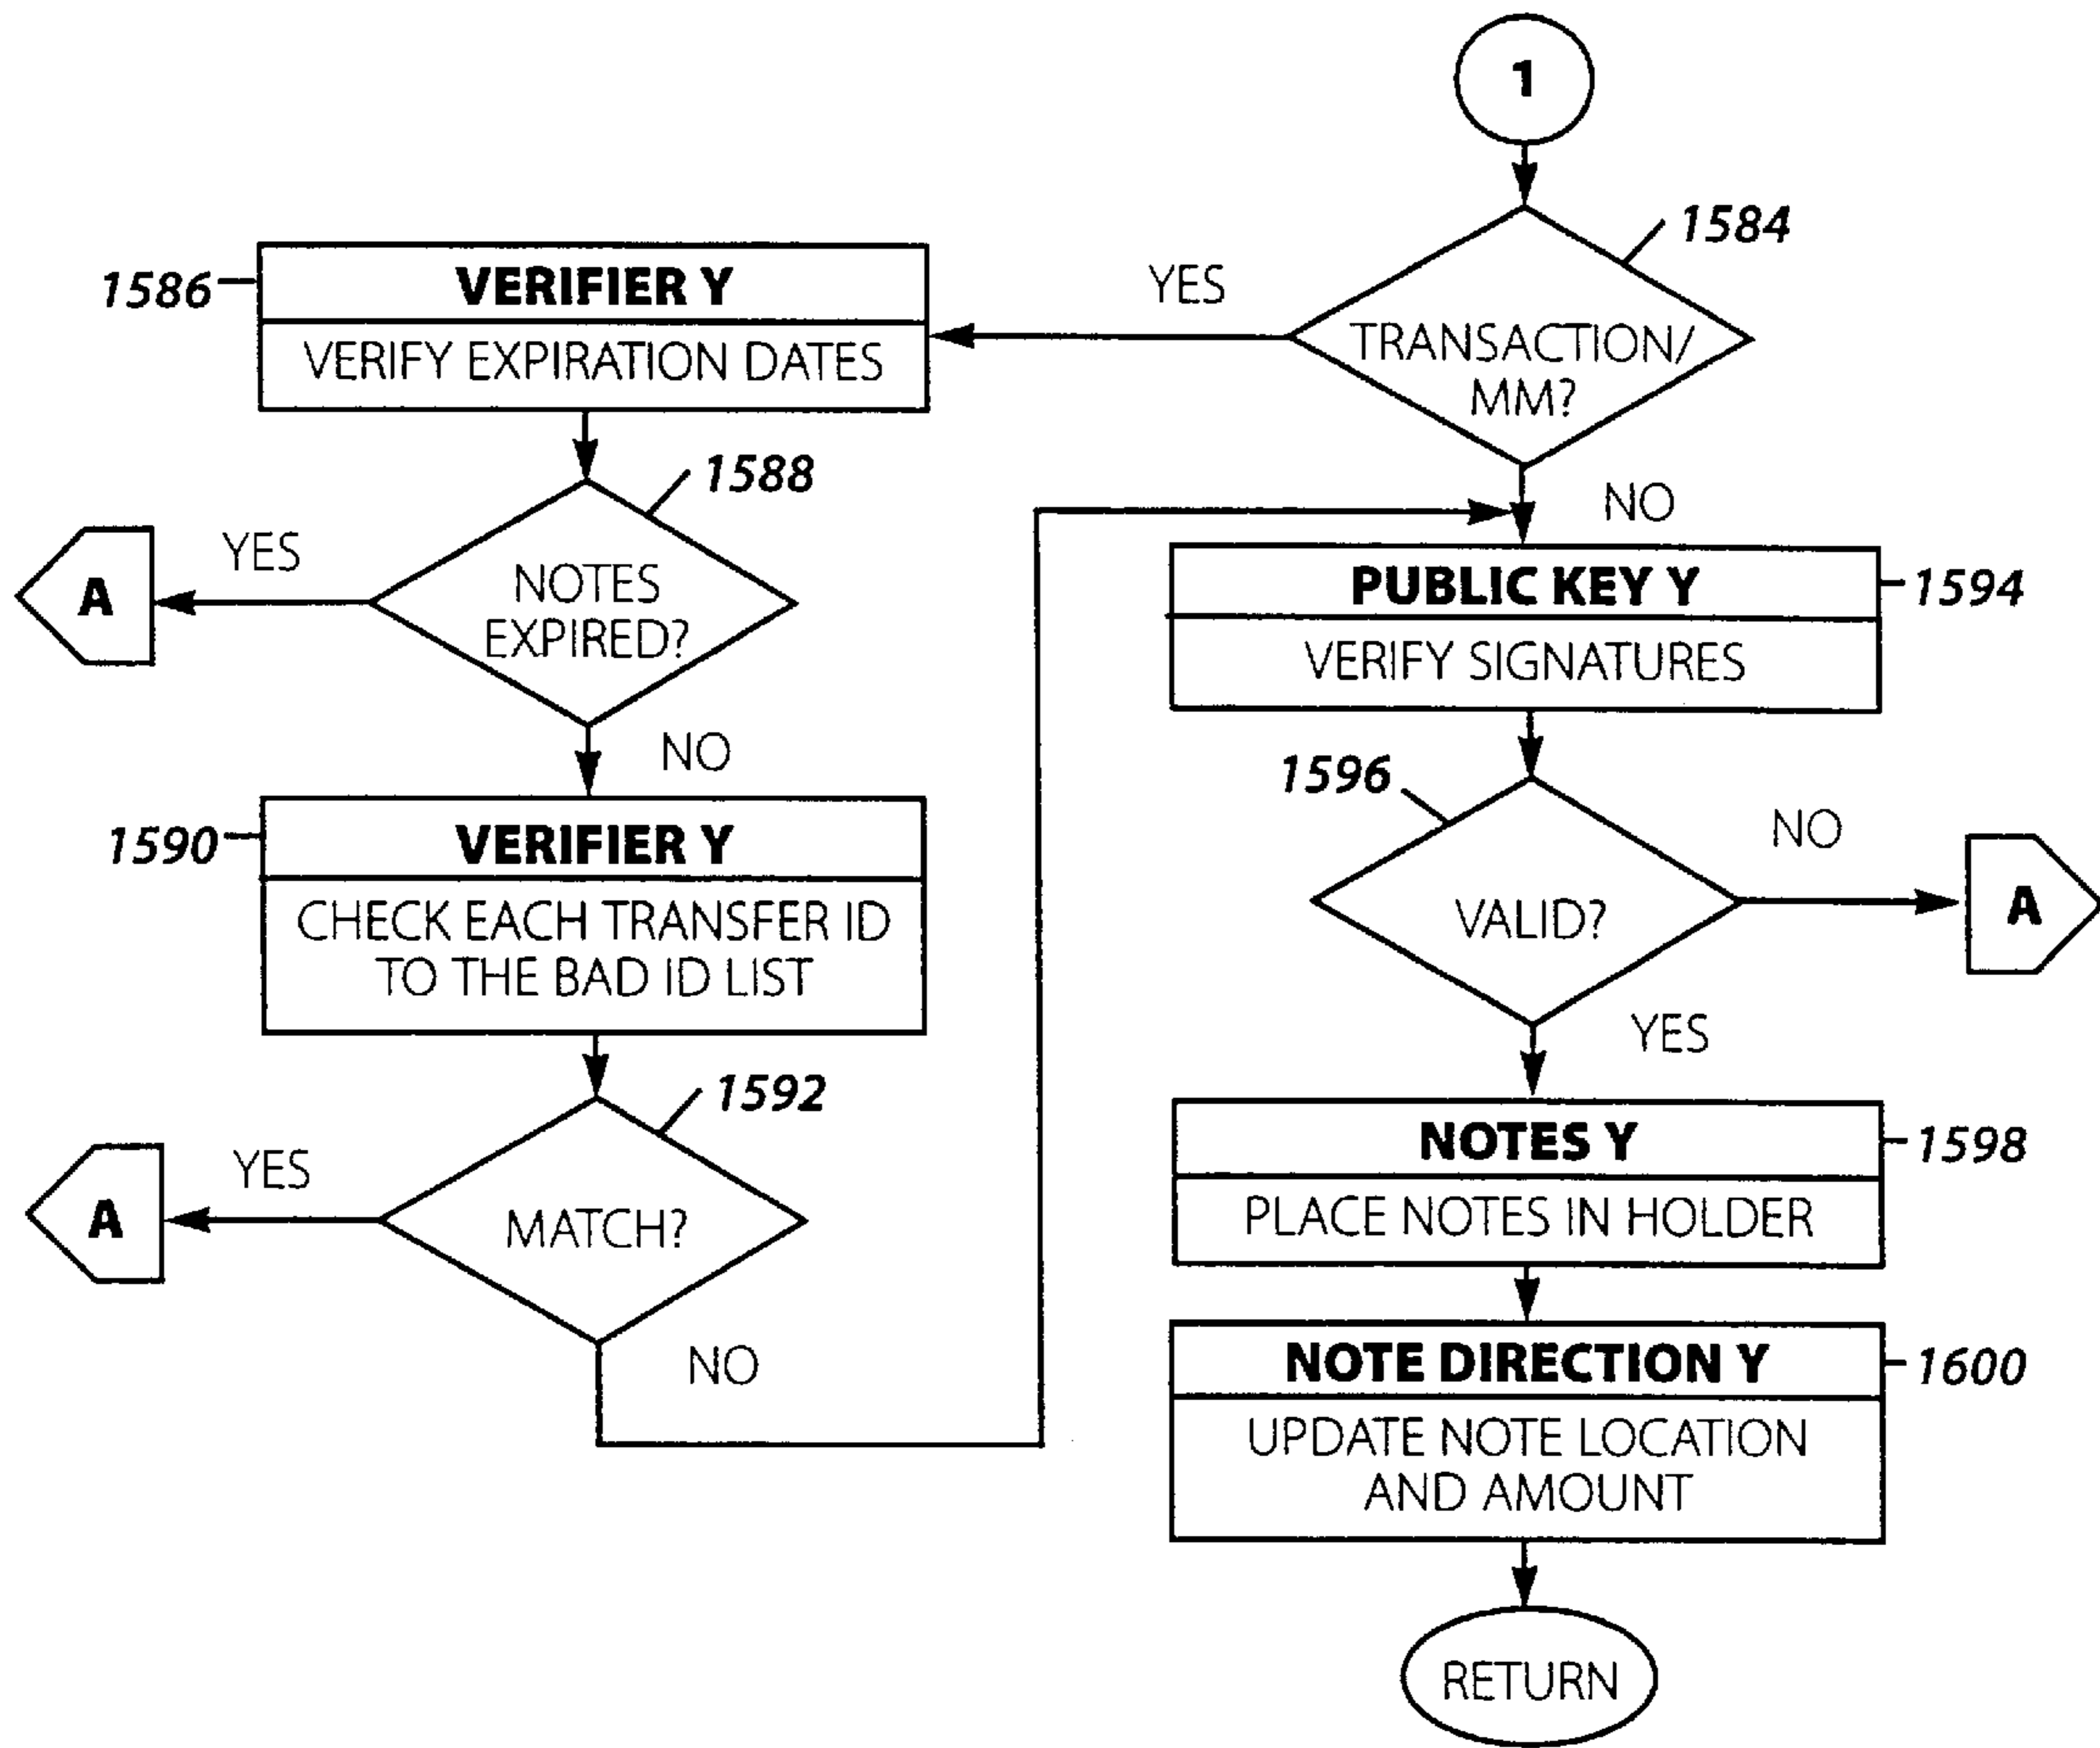 1
1584
TRANSACTION/
MM?
YES
NO
1586
VERIFIER Y
VERIFY EXPIRATION DATES
1588
NOTES
EXPIRED?
YES
A
NO
1590
VERIFIER Y
CHECK EACH TRANSFER ID
TO THE BAD ID LIST
1592
MATCH?
YES
A
NO
PUBLIC KEY Y
1594
VERIFY SIGNATURES
1596
VALID?
NO
A
YES
NOTES Y
1598
PLACE NOTES IN HOLDER
NOTE DIRECTION Y
1600
UPDATE NOTE LOCATION
AND AMOUNT
RETURN